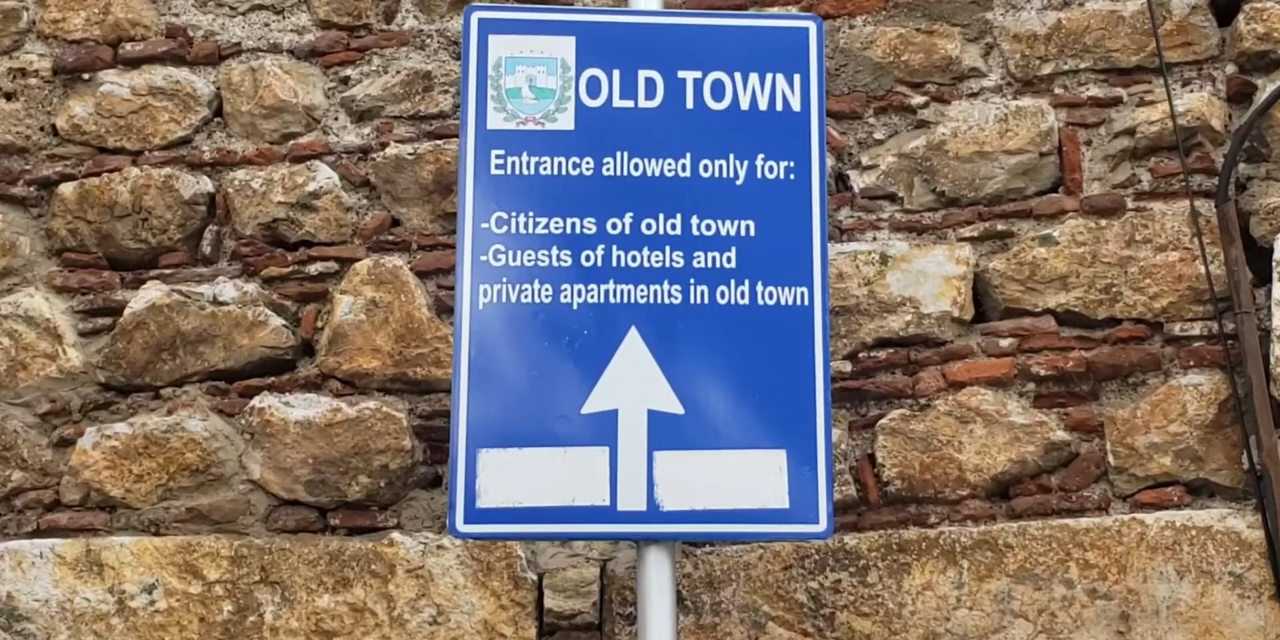 OLD TOWN
Entrance allowed only for:
-Citizens of old town
-Guests of hotels and
private apartments in old town